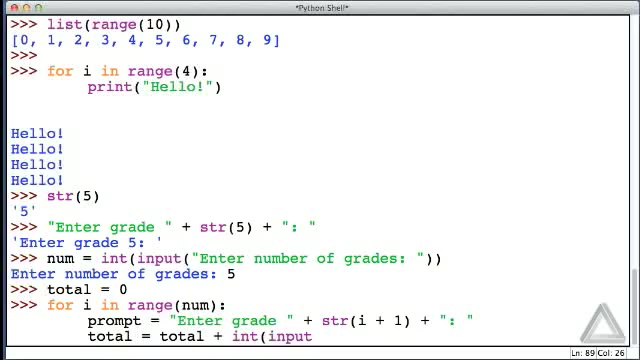 *Python Shell*
>>> list(range(10))
[0, 1, 2, 3, 4, 5, 6, 7, 8, 9]
>>>
>>> for i in range(4):
        print("Hello!")
Hello!
Hello!
Hello!
Hello!
>>> str(5)
'5'
>>> "Enter grade " + str(5) + ": "
'Enter grade 5: '
>>> num = int(input("Enter number of grades: "))
Enter number of grades: 5
>>> total = 0
>>> for i in range(num):
        prompt = "Enter grade " + str(i + 1) + ": "
        total = total + int(input
Ln: 89 Col: 26